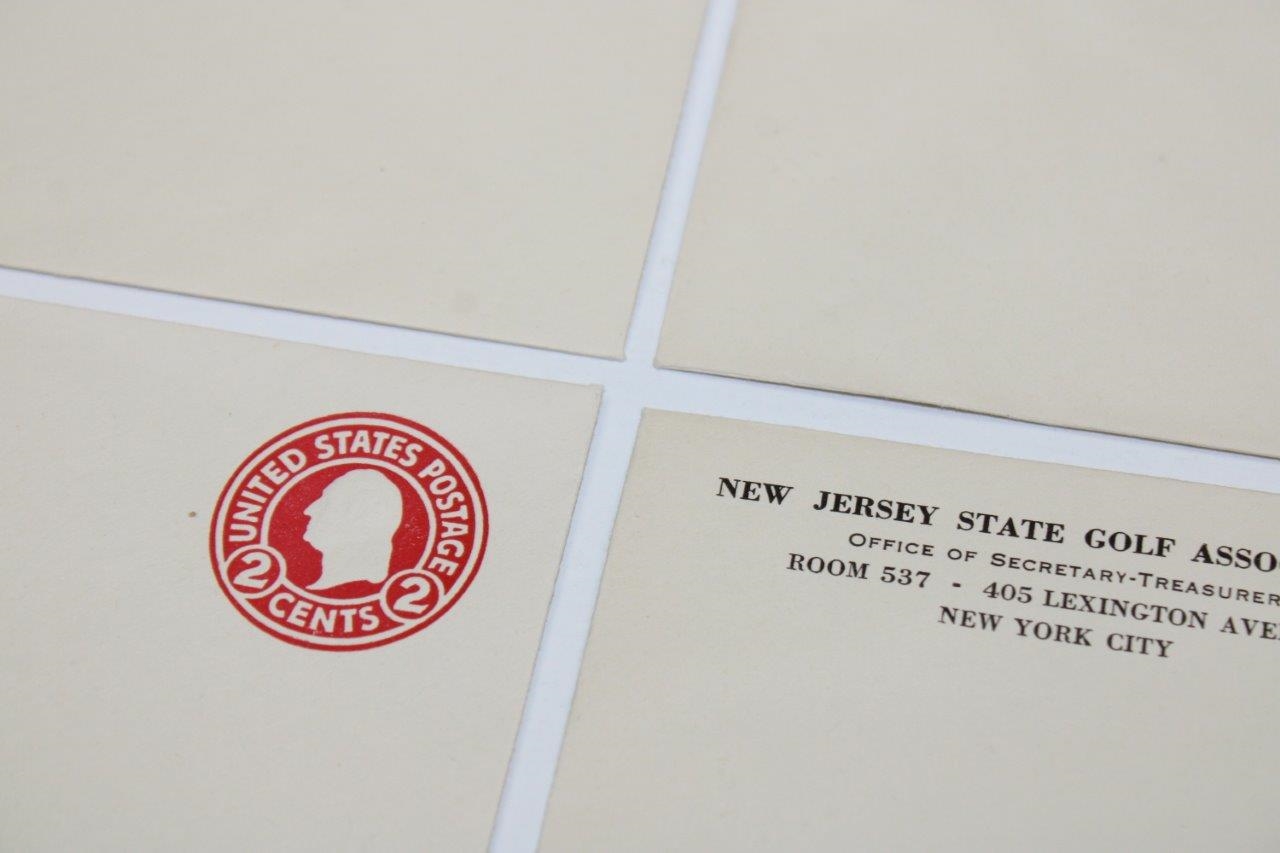 UNITED STATES POSTAGE
2 CENTS 2
NEW JERSEY STATE GOLF ASSO
OFFICE OF SECRETARY-TREASURER
ROOM 537 - 405 LEXINGTON AVE
NEW YORK CITY